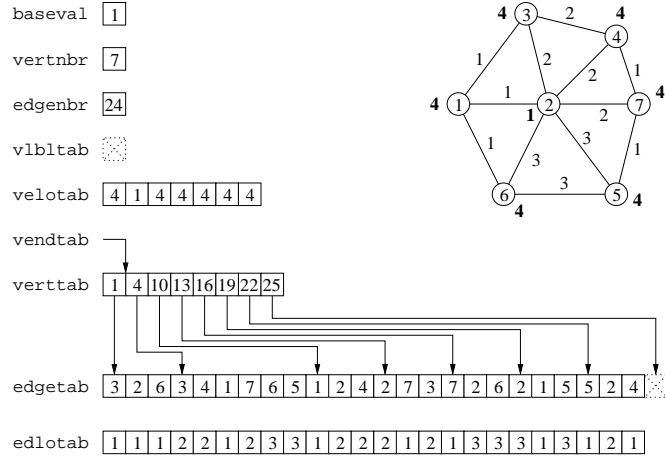 baseval 1
vertnbr 7
edgenbr 24
vlbltab
velotab 4 1 4 4 4 4 4
vendtab
verttab 1 4 10 13 16 19 22 25
edgetab 3 2 6 3 4 1 7 6 5 1 2 4 2 7 3 7 2 6 2 1 5 5 2 4
edlotab 1 1 1 2 2 1 2 3 3 1 2 2 2 1 2 1 3 3 3 1 3 1 2 1
4 3 2 4
4
1 2 2 1
4 1 1 2 2 7 4
1
1 3 3 1
6 3 5 4
4